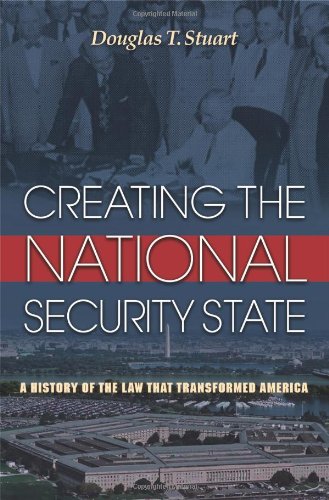 Douglas T. Stuart
CREATING THE
NATIONAL
SECURITY STATE
A HISTORY OF THE LAW THAT TRANSFORMED AMERICA